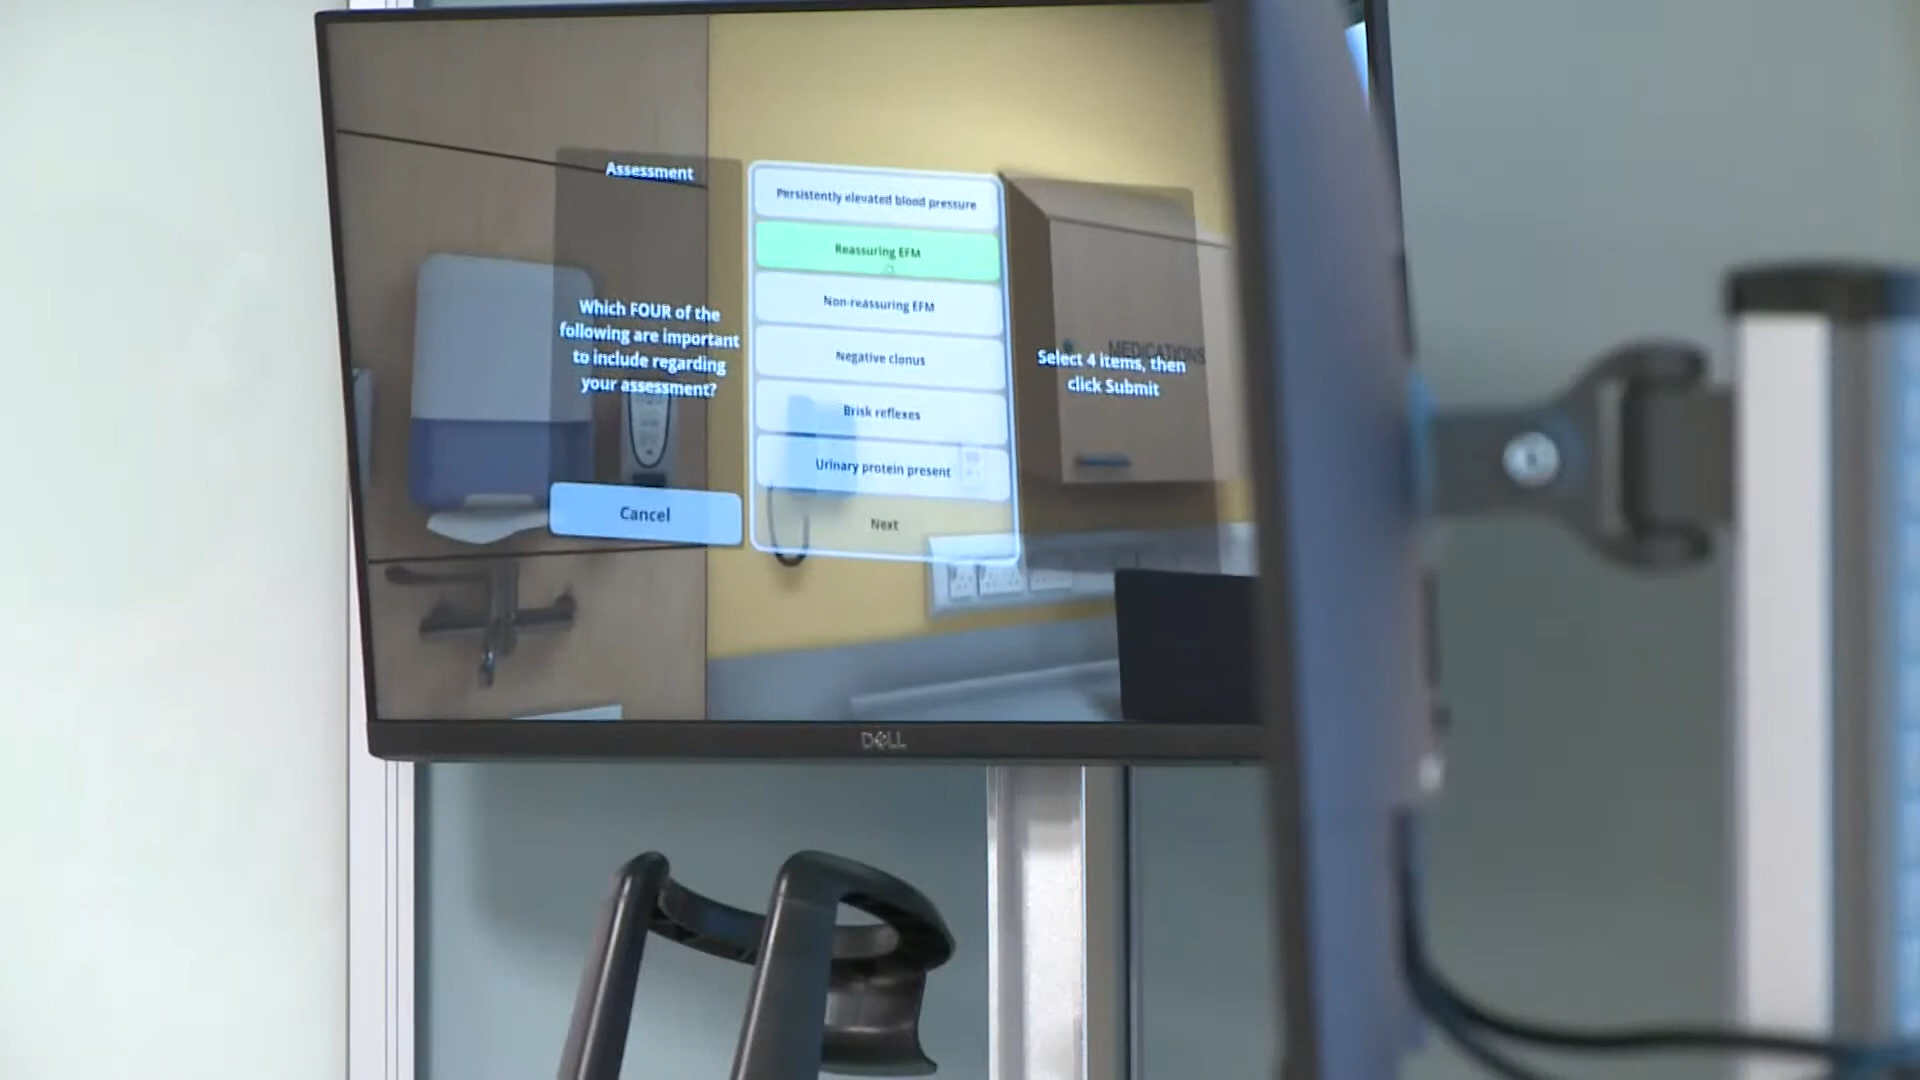 Assessment
Which FOUR of the
following are important
to include regarding
your assessment?
Cancel
Persistently elevated blood pressure
Reassuring EFM
Non-reassuring EFM
Negative clonus
Brisk reflexes
Urinary protein present
Next
MEDICATIONS
Select 4 items, then
click Submit
DELL